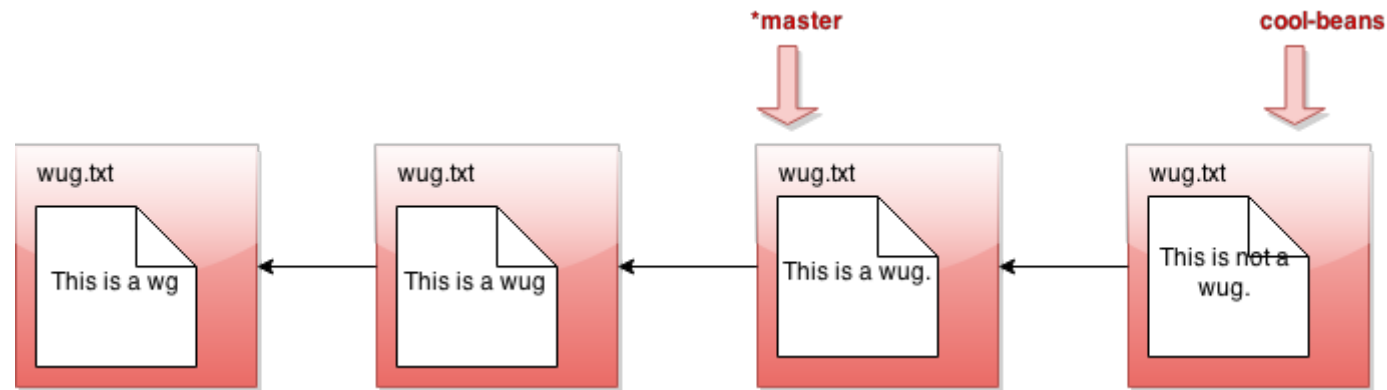 *master
cool-beans
wug.txt
This is a wg
wug.txt
This is a wug
wug.txt
This is a wug.
wug.txt
This is not a
wug.